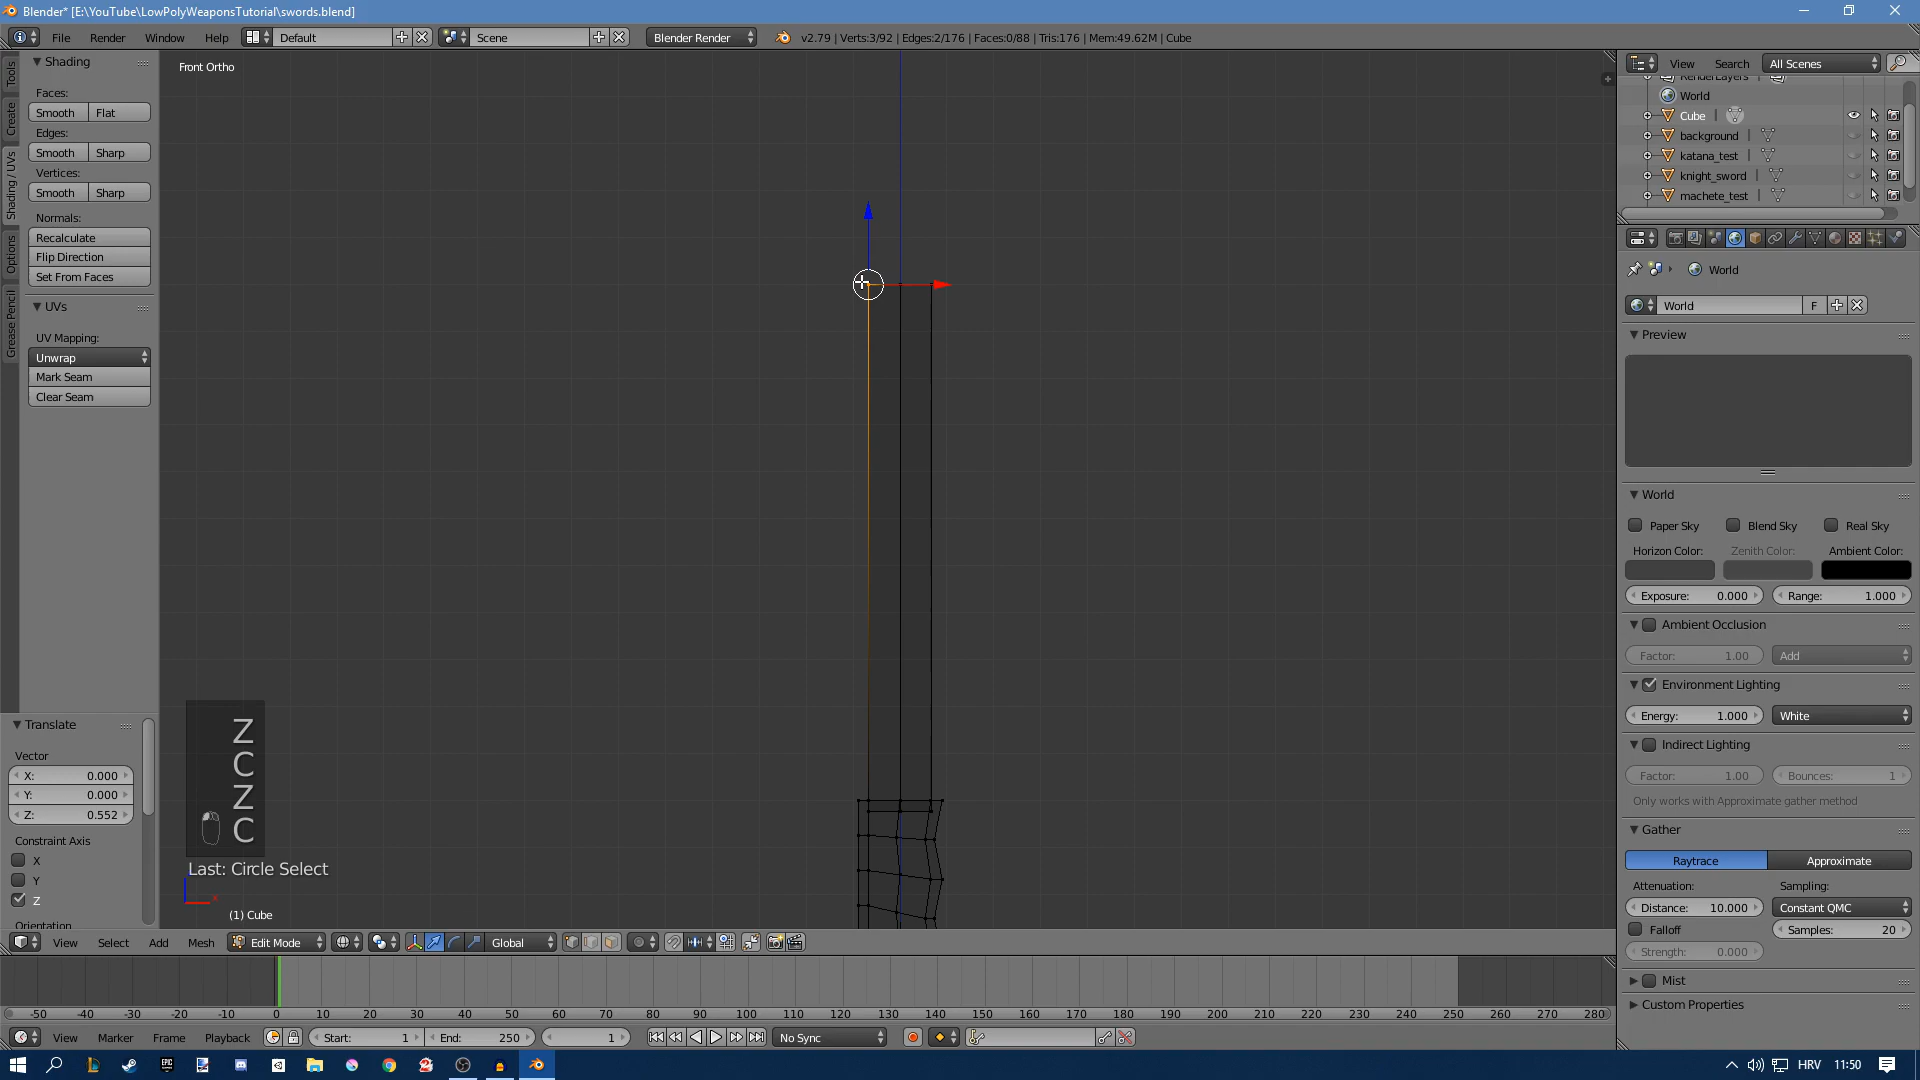 Blender* [E:\YouTube\LowPolyWeaponsTutorial\swords.blend]
File Render Window Help Default Scene Blender Render v2.79 | Verts:3/92 | Edges:2/176 | Faces:0/88 | Tris:176 | Mem:49.62M | Cube
Tools
Create
Shading / UVs
Options
Grease Pencil
Shading
Faces:
Smooth Flat
Edges:
Smooth Sharp
Vertices:
Smooth Sharp
Normals:
Recalculate
Flip Direction
Set From Faces
UVs
UV Mapping:
Unwrap
Mark Seam
Clear Seam
Translate
Vector
X: 0.000
Y: 0.000
Z: 0.552
Constraint Axis
X
Y
Z
Orientation
Front Ortho
Z
C
Z
C
Last: Circle Select
x
(1) Cube
View Select Add Mesh Edit Mode Global
View Search All Scenes
RenderLayers
World
Cube
background
katana_test
knight_sword
machete_test
World
World F
Preview
World
Paper Sky Blend Sky Real Sky
Horizon Color: Zenith Color: Ambient Color:
Exposure: 0.000 Range: 1.000
Ambient Occlusion
Factor: 1.00 Add
Environment Lighting
Energy: 1.000 White
Indirect Lighting
Factor: 1.00 Bounces: 1
Only works with Approximate gather method
Gather
Raytrace Approximate
Attenuation: Sampling:
Distance: 10.000 Constant QMC
Falloff Samples: 20
Strength: 0.000
Mist
Custom Properties
-50 -40 -30 -20 -10 0 10 20 30 40 50 60 70 80 90 100 110 120 130 140 150 160 170 180 190 200 210 220 230 240 250 260 270 280
View Marker Frame Playback Start: 1 End: 250 1 No Sync
EPIC HRV 11:50